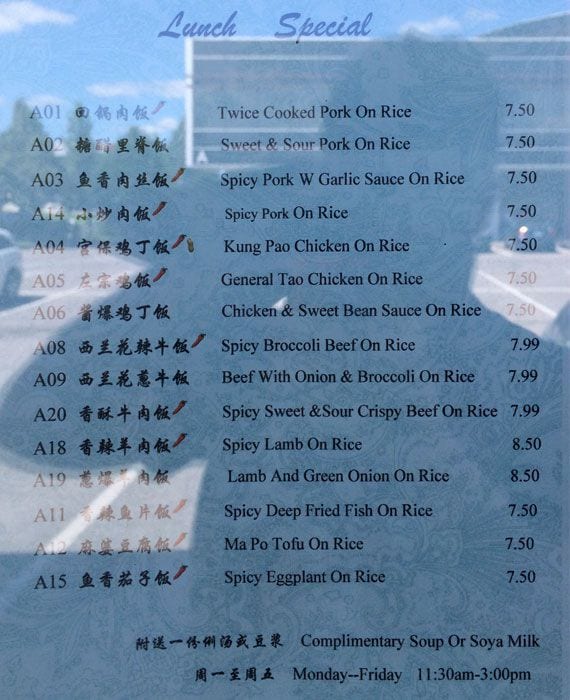 Lunch Special
A01 回锅肉饭 Twice Cooked Pork On Rice 7.50
A02 糖醋里脊饭 Sweet & Sour Pork On Rice 7.50
A03 鱼香肉丝饭 Spicy Pork W Garlic Sauce On Rice 7.50
A14 小炒肉饭 Spicy Pork On Rice 7.50
A04 宫保鸡丁饭 Kung Pao Chicken On Rice 7.50
A05 左宗鸡饭 General Tao Chicken On Rice 7.50
A06 酱爆鸡丁饭 Chicken & Sweet Bean Sauce On Rice 7.50
A08 西兰花辣牛饭 Spicy Broccoli Beef On Rice 7.99
A09 西兰花葱牛饭 Beef With Onion & Broccoli On Rice 7.99
A20 香酥牛肉饭 Spicy Sweet &Sour Crispy Beef On Rice 7.99
A18 香辣羊肉饭 Spicy Lamb On Rice 8.50
A19 葱爆羊肉饭 Lamb And Green Onion On Rice 8.50
A11 香辣鱼片饭 Spicy Deep Fried Fish On Rice 7.50
A12 麻婆豆腐饭 Ma Po Tofu On Rice 7.50
A15 鱼香茄子饭 Spicy Eggplant On Rice 7.50
附送一份例汤或豆浆 Complimentary Soup Or Soya Milk
周一至周五 Monday--Friday 11:30am-3:00pm